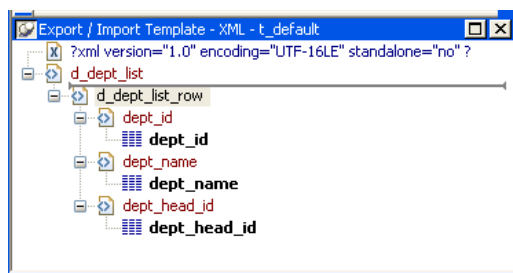 Export / Import Template - XML - t_default
?xml version="1.0" encoding="UTF-16LE" standalone="no" ?
d_dept_list
d_dept_list_row
dept_id
dept_id
dept_name
dept_name
dept_head_id
dept_head_id